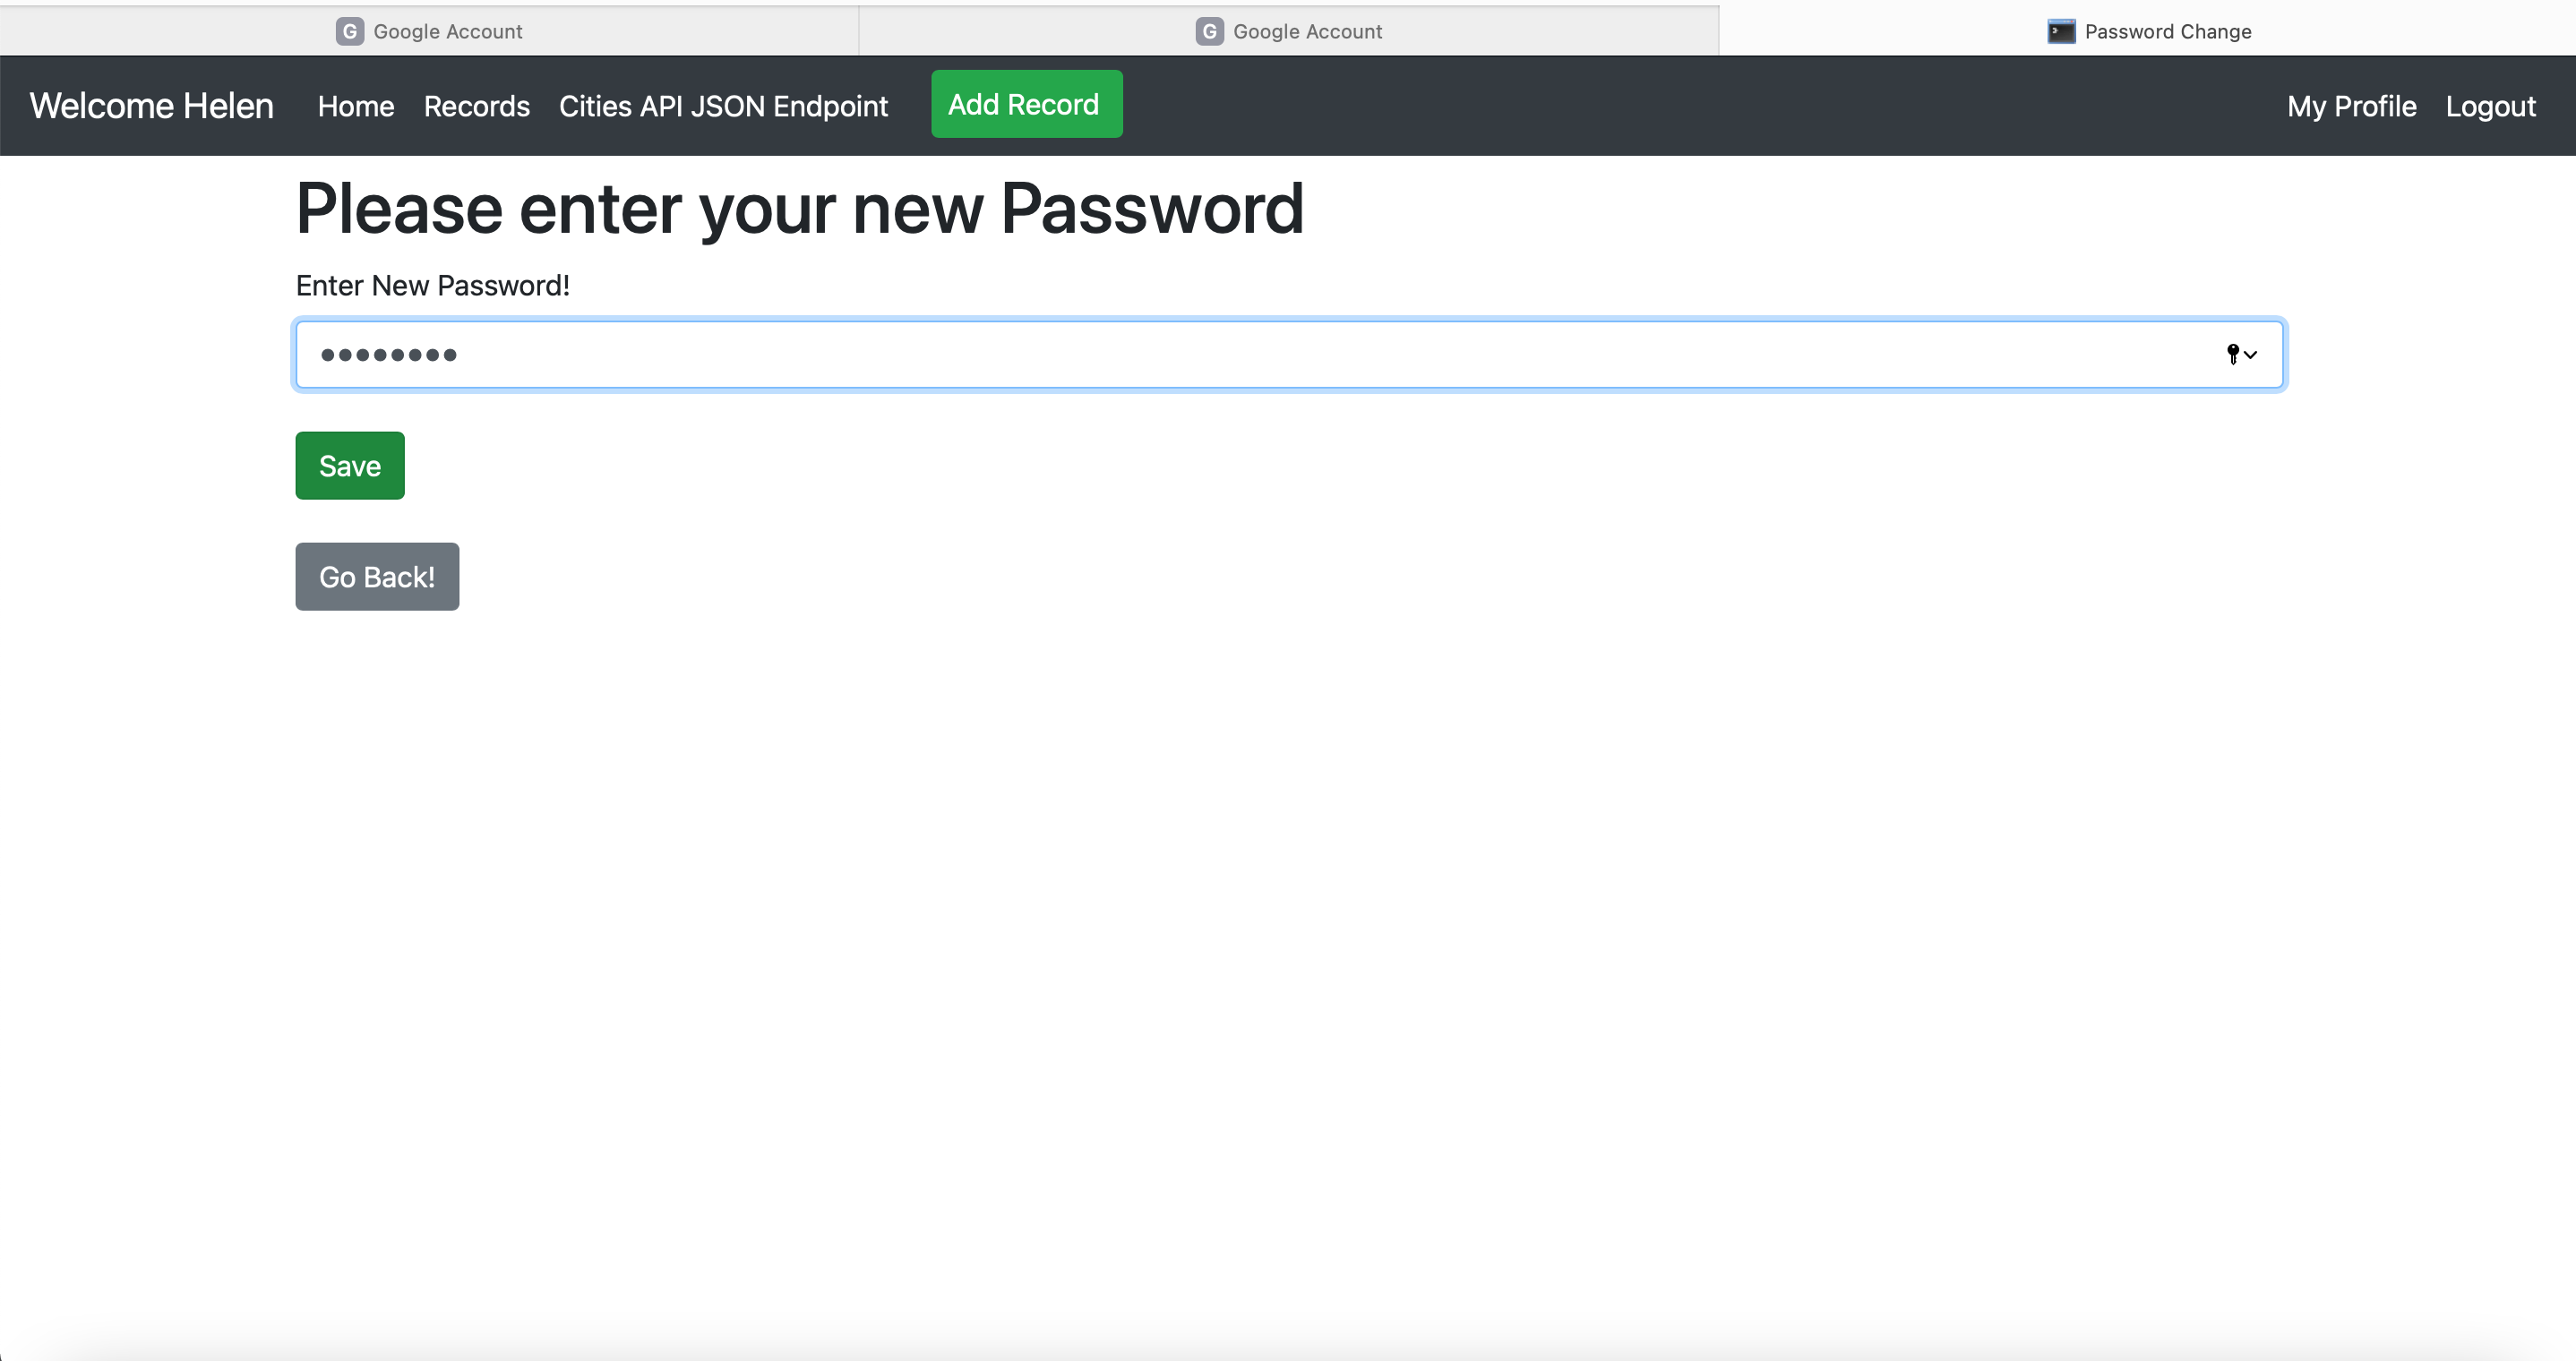 G Google Account
G Google Account
Password Change
Welcome Helen Home Records Cities API JSON Endpoint Add Record My Profile Logout
Please enter your new Password
Enter New Password!
••••••••
Save
Go Back!